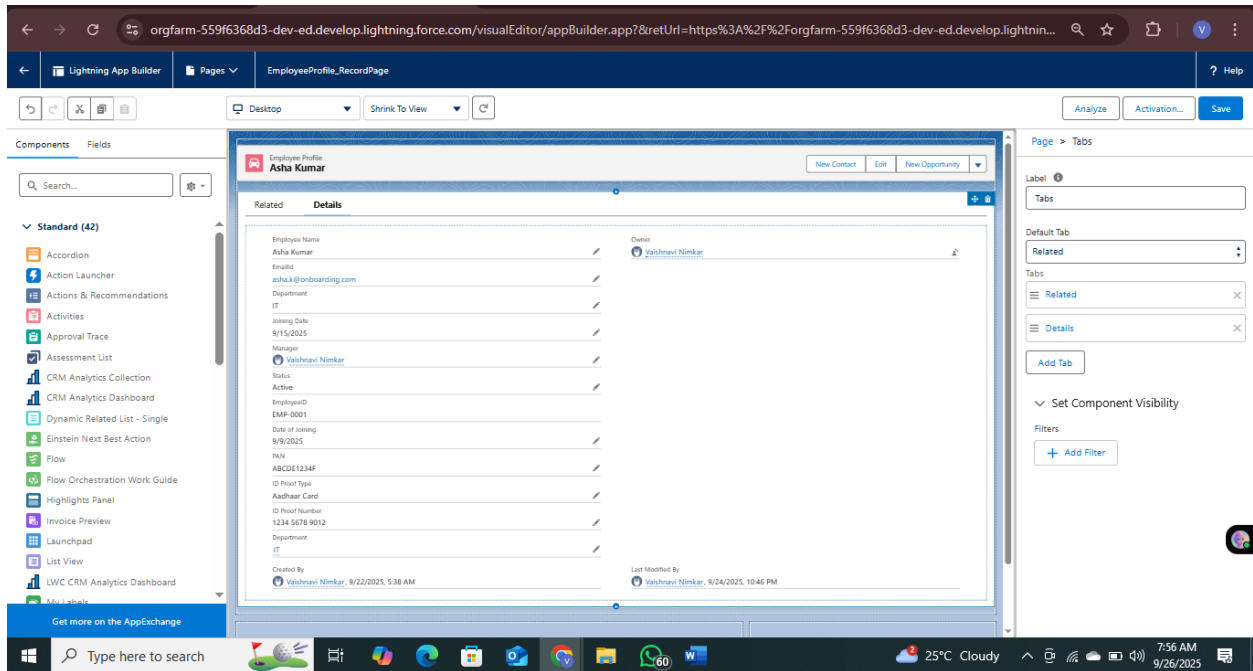 orgfarm-559f6368d3-dev-ed.develop.lightning.force.com/visualEditor/appBuilder.app?&retUrl=https%3A%2F%2Forgfarm-559f6368d3-dev-ed.develop.lightnin...
V
Lightning App Builder
Pages
EmployeeProfile_RecordPage
? Help
Desktop
Shrink To View
Analyze
Activation...
Save
Components
Fields
Search...
Standard (42)
Accordion
Action Launcher
Actions & Recommendations
Activities
Approval Trace
Assessment List
CRM Analytics Collection
CRM Analytics Dashboard
Dynamic Related List - Single
Einstein Next Best Action
Flow
Flow Orchestration Work Guide
Highlights Panel
Invoice Preview
Launchpad
List View
LWC CRM Analytics Dashboard
My Labels
Get more on the AppExchange
Employee Profile
Asha Kumar
New Contact
Edit
New Opportunity
Related
Details
Employee Name
Asha Kumar
EmailId
asha.k@onboarding.com
Department
IT
Joining Date
9/15/2025
Manager
Vaishnavi Nimkar
Status
Active
EmployeeID
EMP-0001
Date of Joining
9/9/2025
PAN
ABCDE1234F
ID Proof Type
Aadhaar Card
ID Proof Number
1234 5678 9012
Department
IT
Created By
Vaishnavi Nimkar, 9/22/2025, 5:38 AM
Owner
Vaishnavi Nimkar
Last Modified By
Vaishnavi Nimkar, 9/24/2025, 10:46 PM
Page > Tabs
Label
Tabs
Default Tab
Related
Tabs
Related
Details
Add Tab
Set Component Visibility
Filters
+ Add Filter
Type here to search
60
25°C Cloudy
7:56 AM
9/26/2025